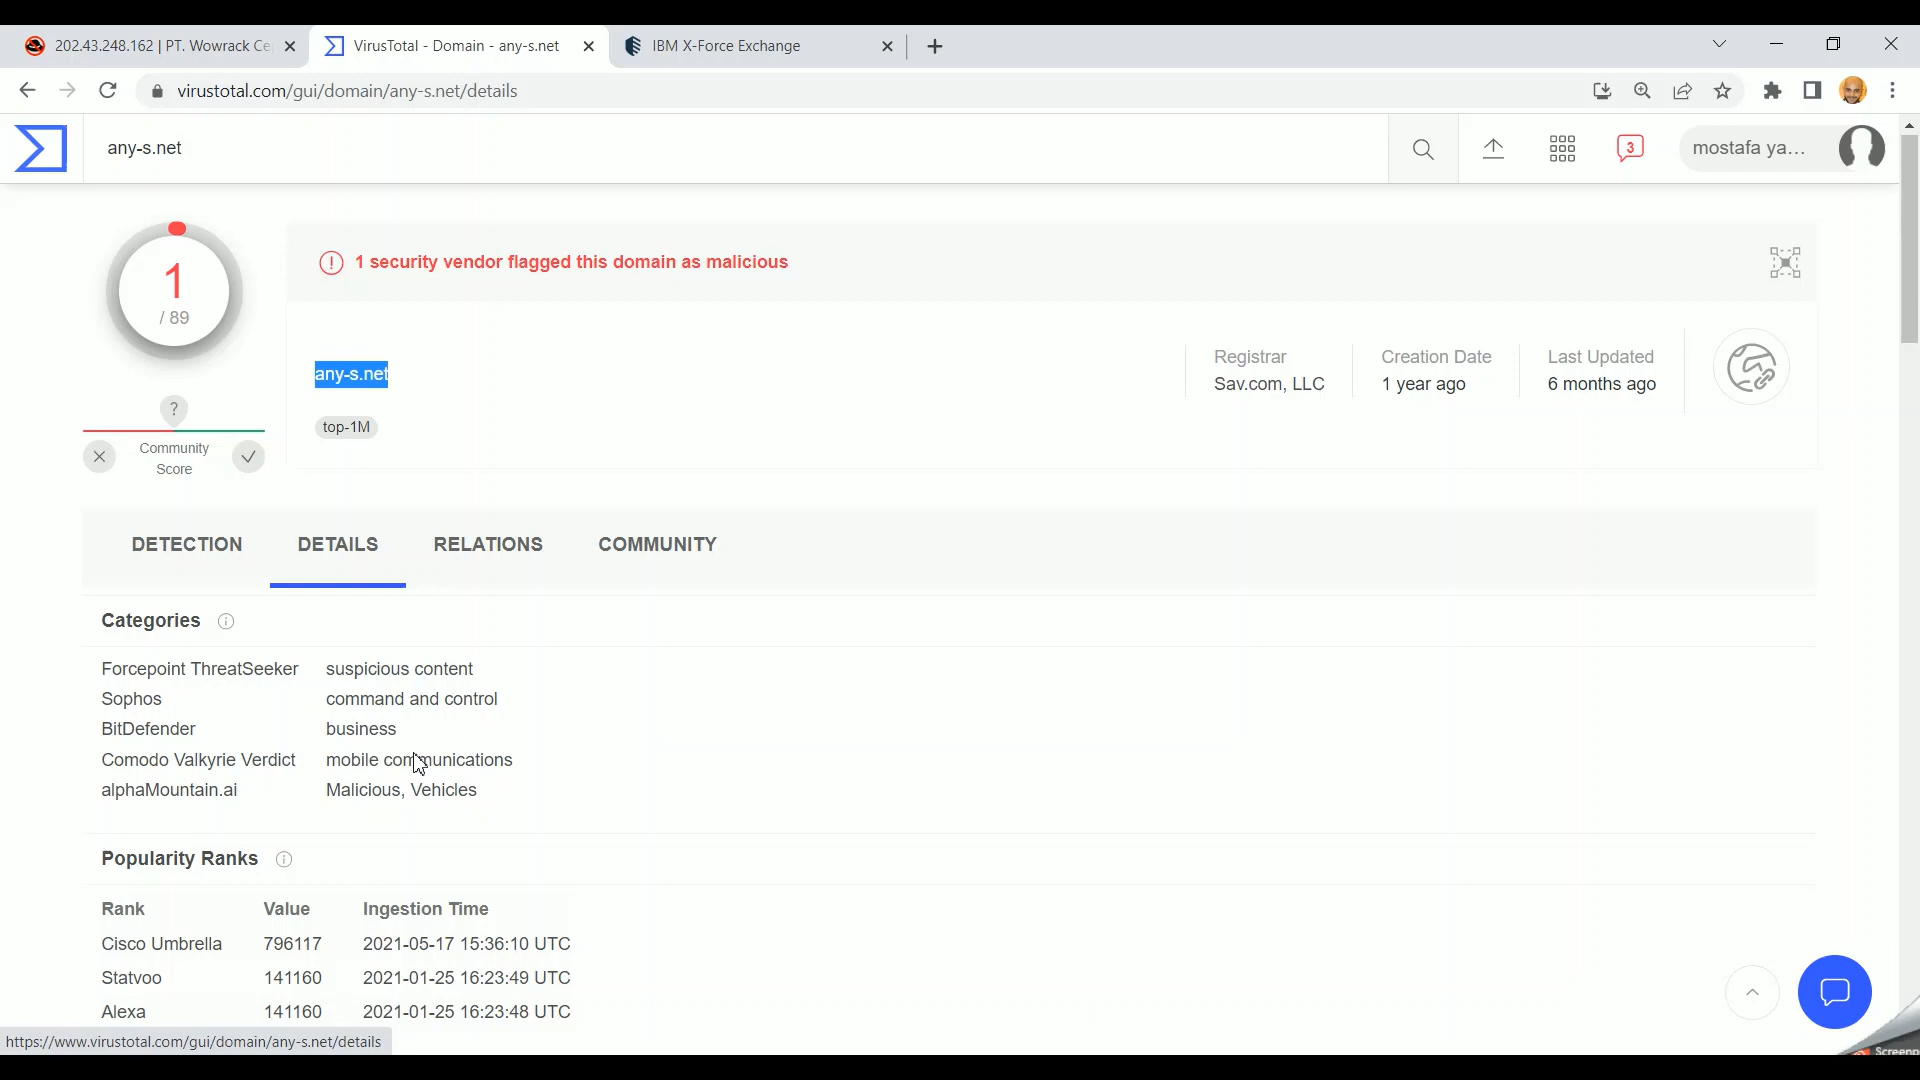 202.43.248.162 | PT. Wowrack Ce
VirusTotal - Domain - any-s.net
IBM X-Force Exchange
virustotal.com/gui/domain/any-s.net/details
any-s.net
3
mostafa ya...
1
/ 89
1 security vendor flagged this domain as malicious
any-s.net
top-1M
Registrar
Sav.com, LLC
Creation Date
1 year ago
Last Updated
6 months ago
?
Community
Score
DETECTION DETAILS RELATIONS COMMUNITY
Categories
Forcepoint ThreatSeeker suspicious content
Sophos command and control
BitDefender business
Comodo Valkyrie Verdict mobile communications
alphaMountain.ai Malicious, Vehicles
Popularity Ranks
Rank Value Ingestion Time
Cisco Umbrella 796117 2021-05-17 15:36:10 UTC
Statvoo 141160 2021-01-25 16:23:49 UTC
Alexa 141160 2021-01-25 16:23:48 UTC
https://www.virustotal.com/gui/domain/any-s.net/details